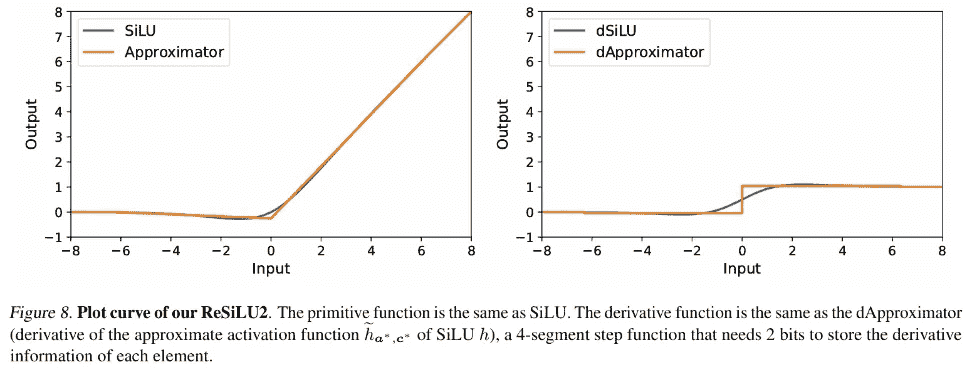 8
7
6
5
4
3
2
1
0
−1
Output
SiLU
Approximator
−8 −6 −4 −2 0 2 4 6 8
Input
8
7
6
5
4
3
2
1
0
−1
Output
dSiLU
dApproximator
−8 −6 −4 −2 0 2 4 6 8
Input
Figure 8. Plot curve of our ReSiLU2. The primitive function is the same as SiLU. The derivative function is the same as the dApproximator
(derivative of the approximate activation function h̃a*,c* of SiLU h), a 4-segment step function that needs 2 bits to store the derivative
information of each element.